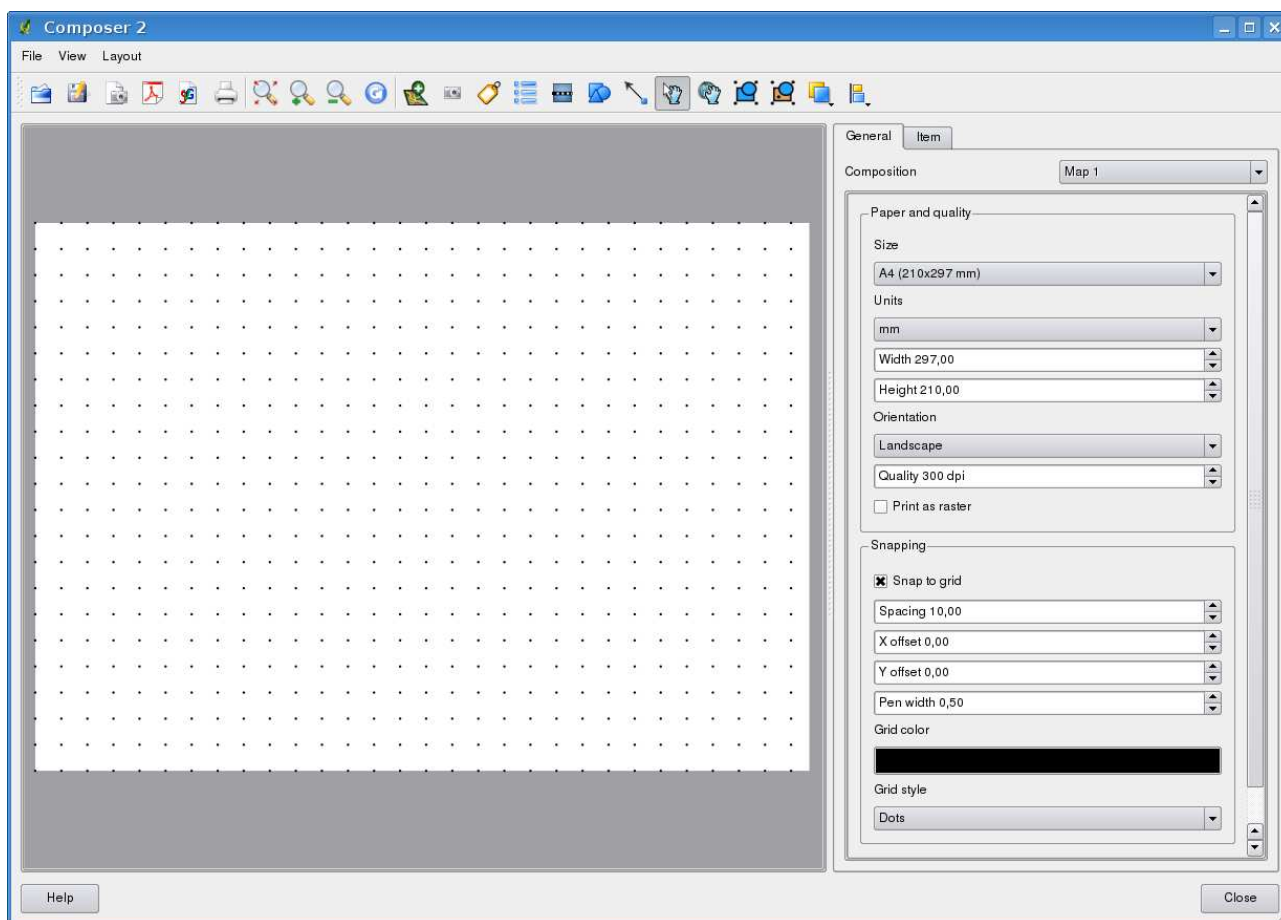 Composer 2
File View Layout
General Item
Composition Map 1
Paper and quality
Size
A4 (210x297 mm)
Units
mm
Width 297,00
Height 210,00
Orientation
Landscape
Quality 300 dpi
Print as raster
Snapping
Snap to grid
Spacing 10,00
X offset 0,00
Y offset 0,00
Pen width 0,50
Grid color
Grid style
Dots
Help Close